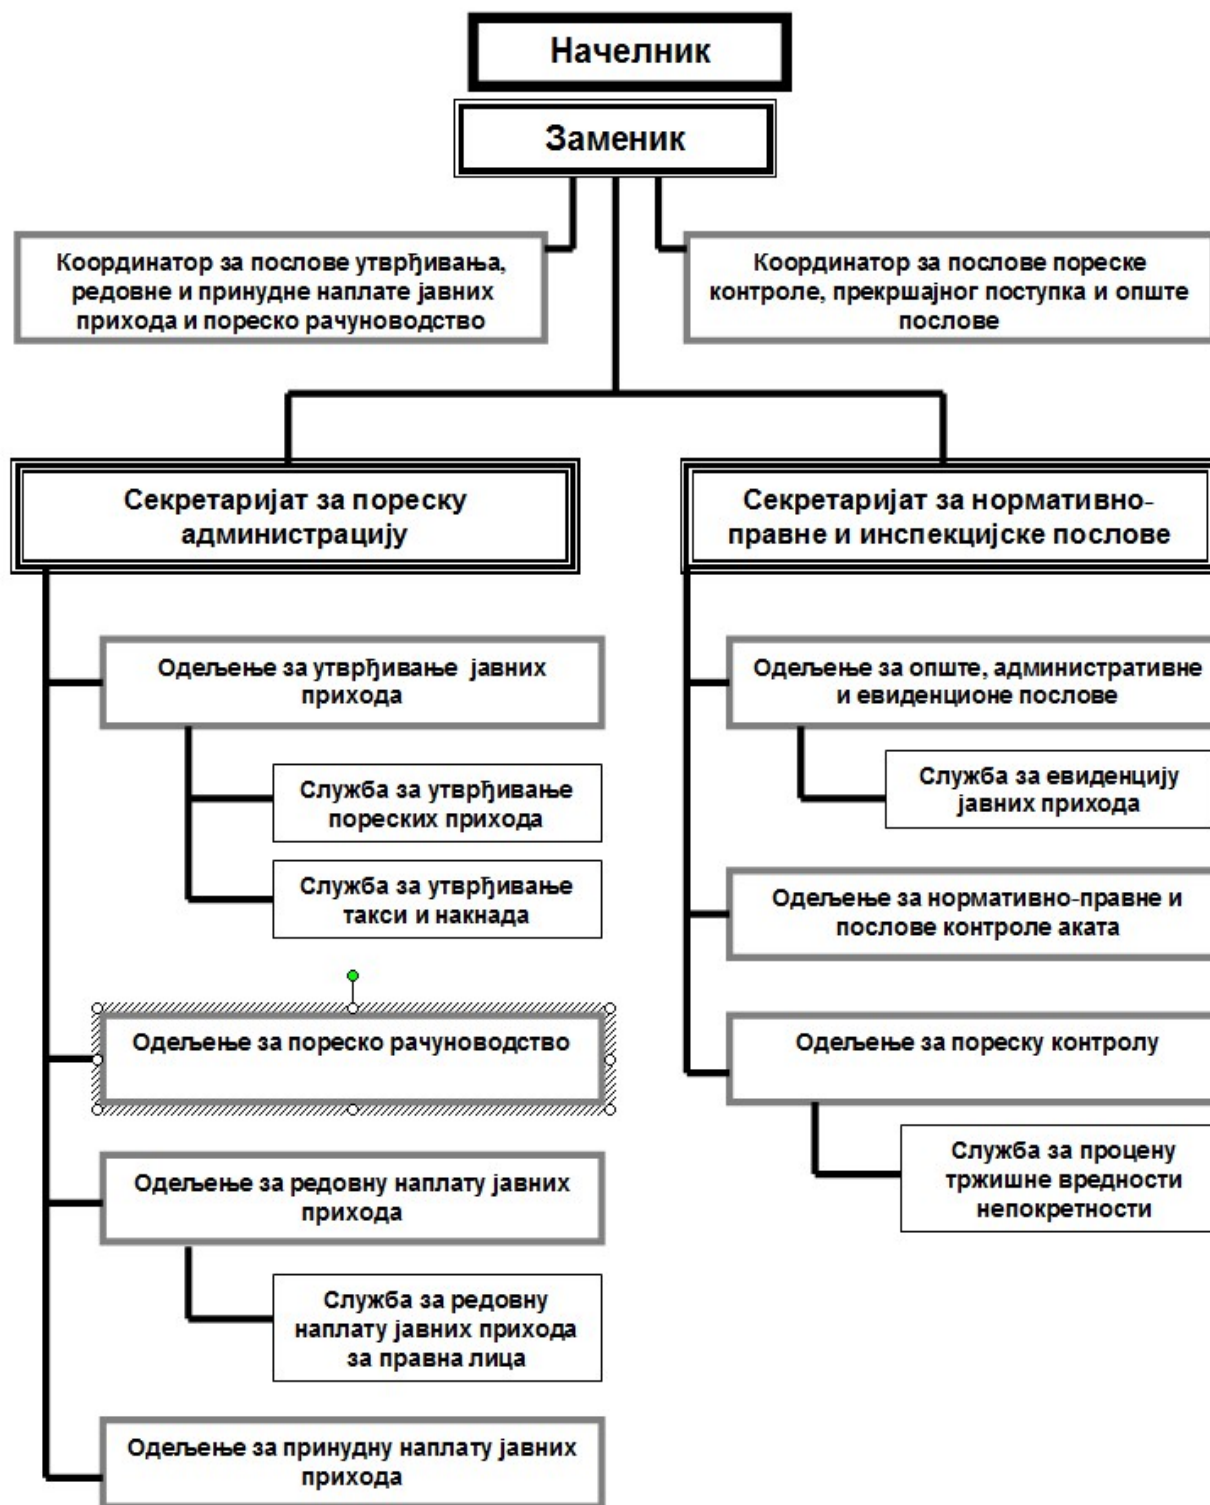 Начелник
Заменик
Координатор за послове утврђивања,
редовне и принудне наплате јавних
прихода и пореско рачуноводство
Координатор за послове пореске
контроле, прекршајног поступка и опште
послове
Секретаријат за пореску
администрацију
Секретаријат за нормативно-
правне и инспекцијске послове
Одељење за утврђивање јавних
прихода
Служба за утврђивање
пореских прихода
Служба за утврђивање
такси и накнада
Одељење за пореско рачуноводство
Одељење за редовну наплату јавних
прихода
Служба за редовну
наплату јавних прихода
за правна лица
Одељење за принудну наплату јавних
прихода
Одељење за опште, административне
и евиденционе послове
Служба за евиденцију
јавних прихода
Одељење за нормативно-правне и
послове контроле аката
Одељење за пореску контролу
Служба за процену
тржишне вредности
непокретности